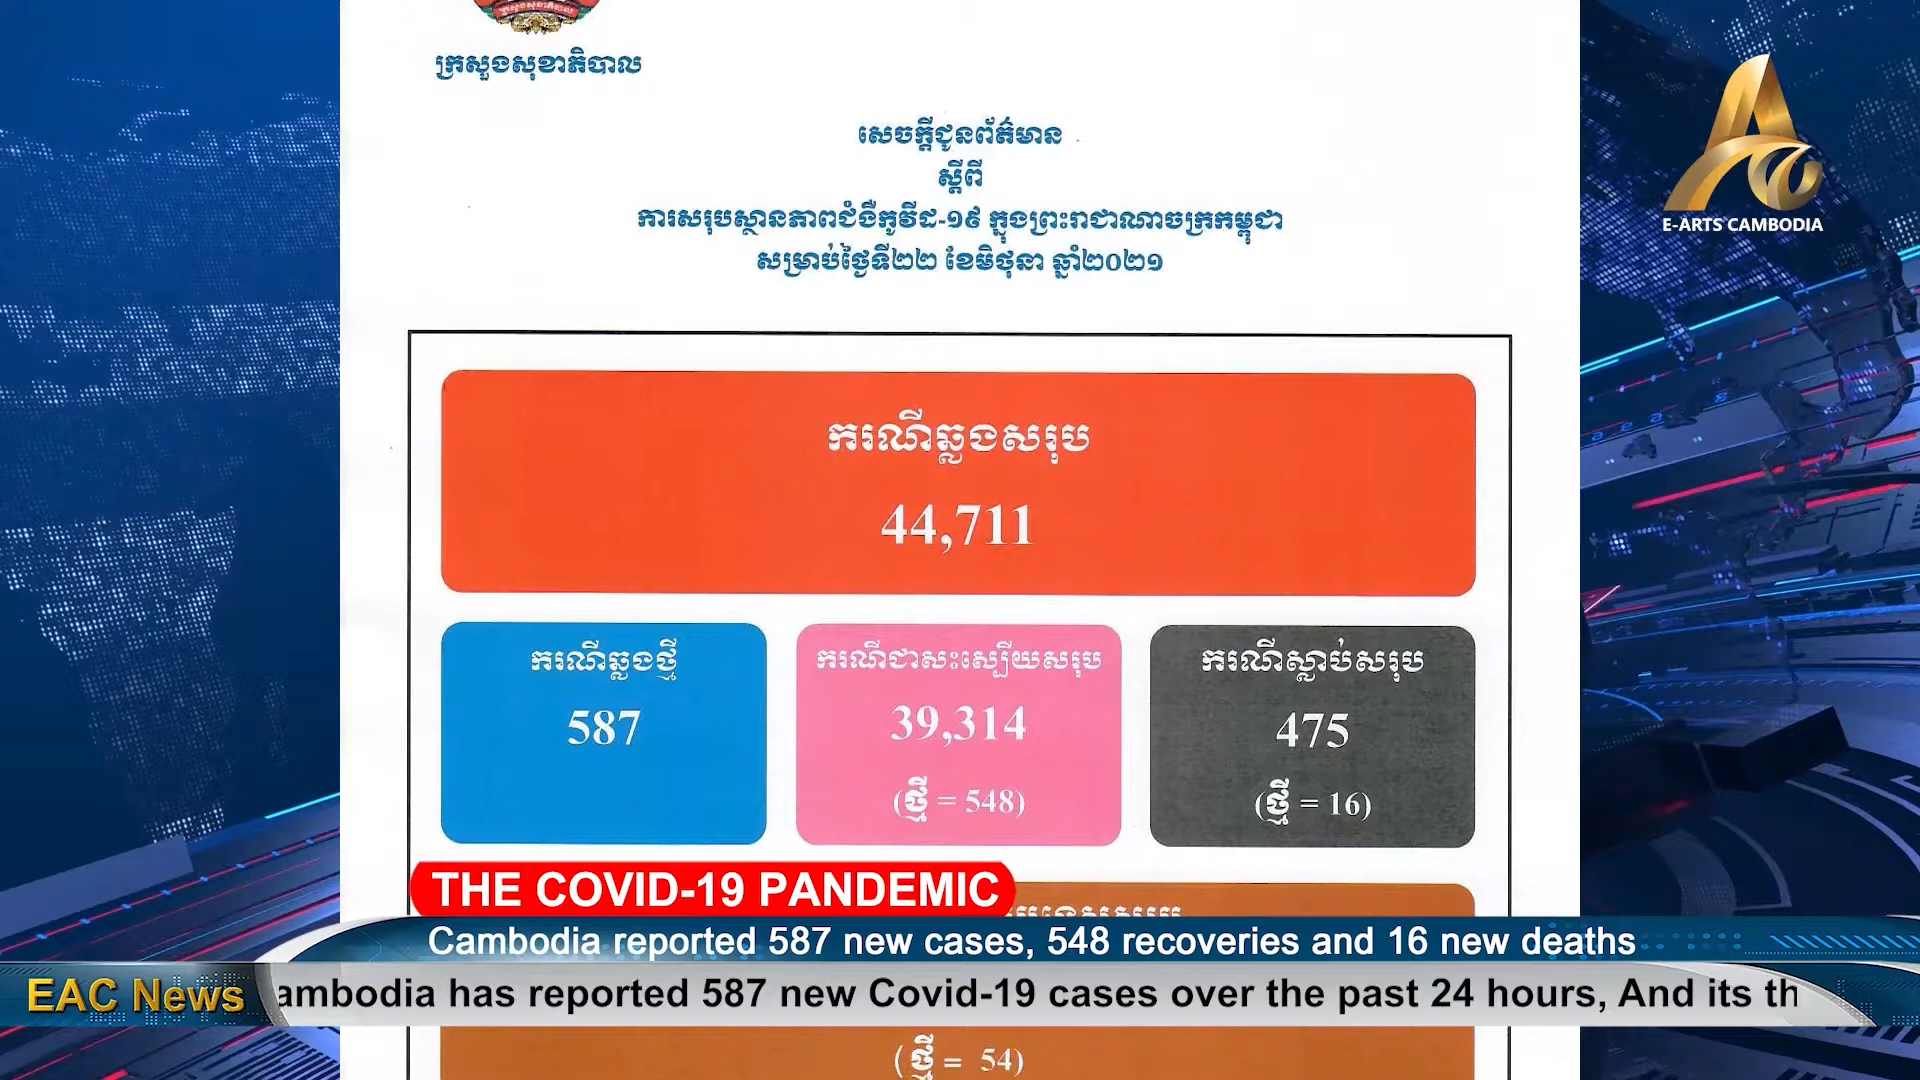 ក្រសួងសុខាភិបាល
សេចក្តីជូនព័ត៌មាន
ស្តីពី
ការសរុបស្ថានភាពជំងឺកូវីដ-១៩ ក្នុងព្រះរាជាណាចក្រកម្ពុជា
សម្រាប់ថ្ងៃទី២២ ខែមិថុនា ឆ្នាំ២០២១
E-ARTS CAMBODIA
ករណីឆ្លងសរុប
44,711
ករណីឆ្លងថ្មី
587
ករណីជាសះស្បើយសរុប
39,314
(ថ្មី = 548)
ករណីស្លាប់សរុប
475
(ថ្មី = 16)
THE COVID-19 PANDEMIC
Cambodia reported 587 new cases, 548 recoveries and 16 new deaths
EAC News
ambodia has reported 587 new Covid-19 cases over the past 24 hours, And its th
(ថ្មី = 54)